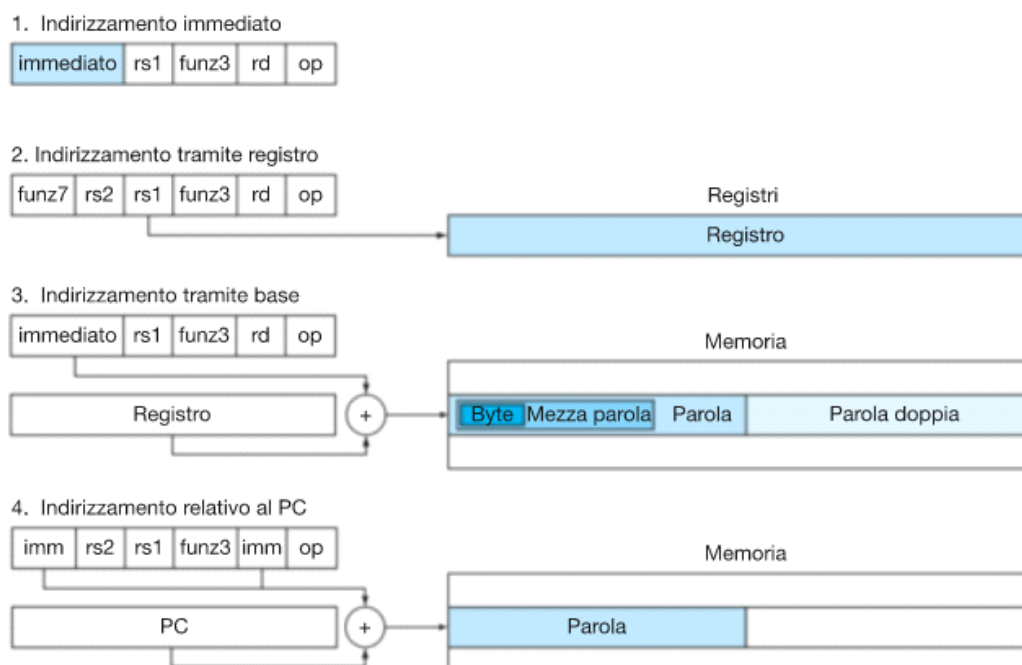 1. Indirizzamento immediato
immediato rs1 funz3 rd op
2. Indirizzamento tramite registro
funz7 rs2 rs1 funz3 rd op
Registri
Registro
3. Indirizzamento tramite base
immediato rs1 funz3 rd op
Memoria
Registro + Byte Mezza parola Parola Parola doppia
4. Indirizzamento relativo al PC
imm rs2 rs1 funz3 imm op
Memoria
PC + Parola